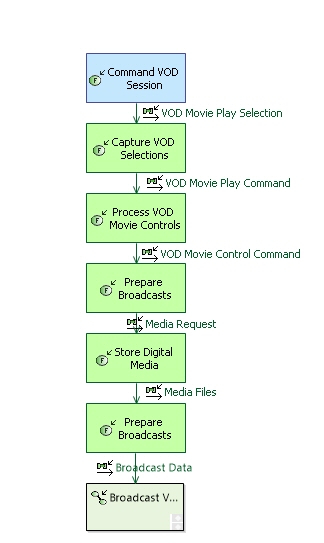 Command VOD
Session
VOD Movie Play Selection
Capture VOD
Selections
VOD Movie Play Command
Process VOD
Movie Controls
VOD Movie Control Command
Prepare
Broadcasts
Media Request
Store Digital
Media
Media Files
Prepare
Broadcasts
Broadcast Data
Broadcast V...